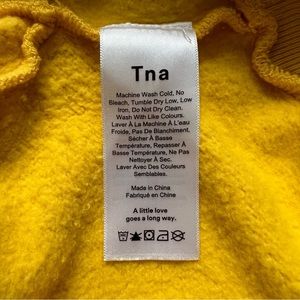 Tna
Machine Wash Cold, No
Bleach, Tumble Dry Low, Low
Iron, Do Not Dry Clean.
Wash With Like Colours.
Laver À La Machine À L'eau
Froide, Pas De Blanchiment,
Sécher À Basse
Température, Repasser À
Basse Température, Ne Pas
Nettoyer À Sec.
Laver Avec Des Couleurs
Semblables.
Made in China
Fabriqué en Chine
A little love
goes a long way.